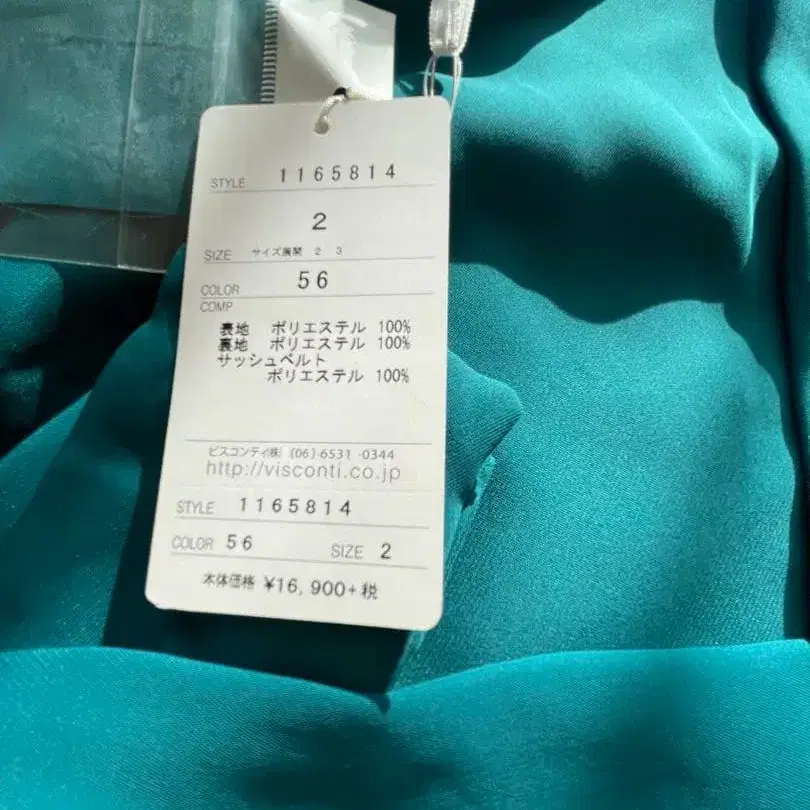 STYLE 1165814
2
SIZE サイズ展開 2 3
COLOR 56
COMP
表地 ポリエステル 100%
裏地 ポリエステル 100%
サッシュベルト
ポリエステル 100%
ビスコンティ(株) (06)6531-0344
http://visconti.co.jp
STYLE 1165814
COLOR 56 SIZE 2
本体価格 ¥16,900+税